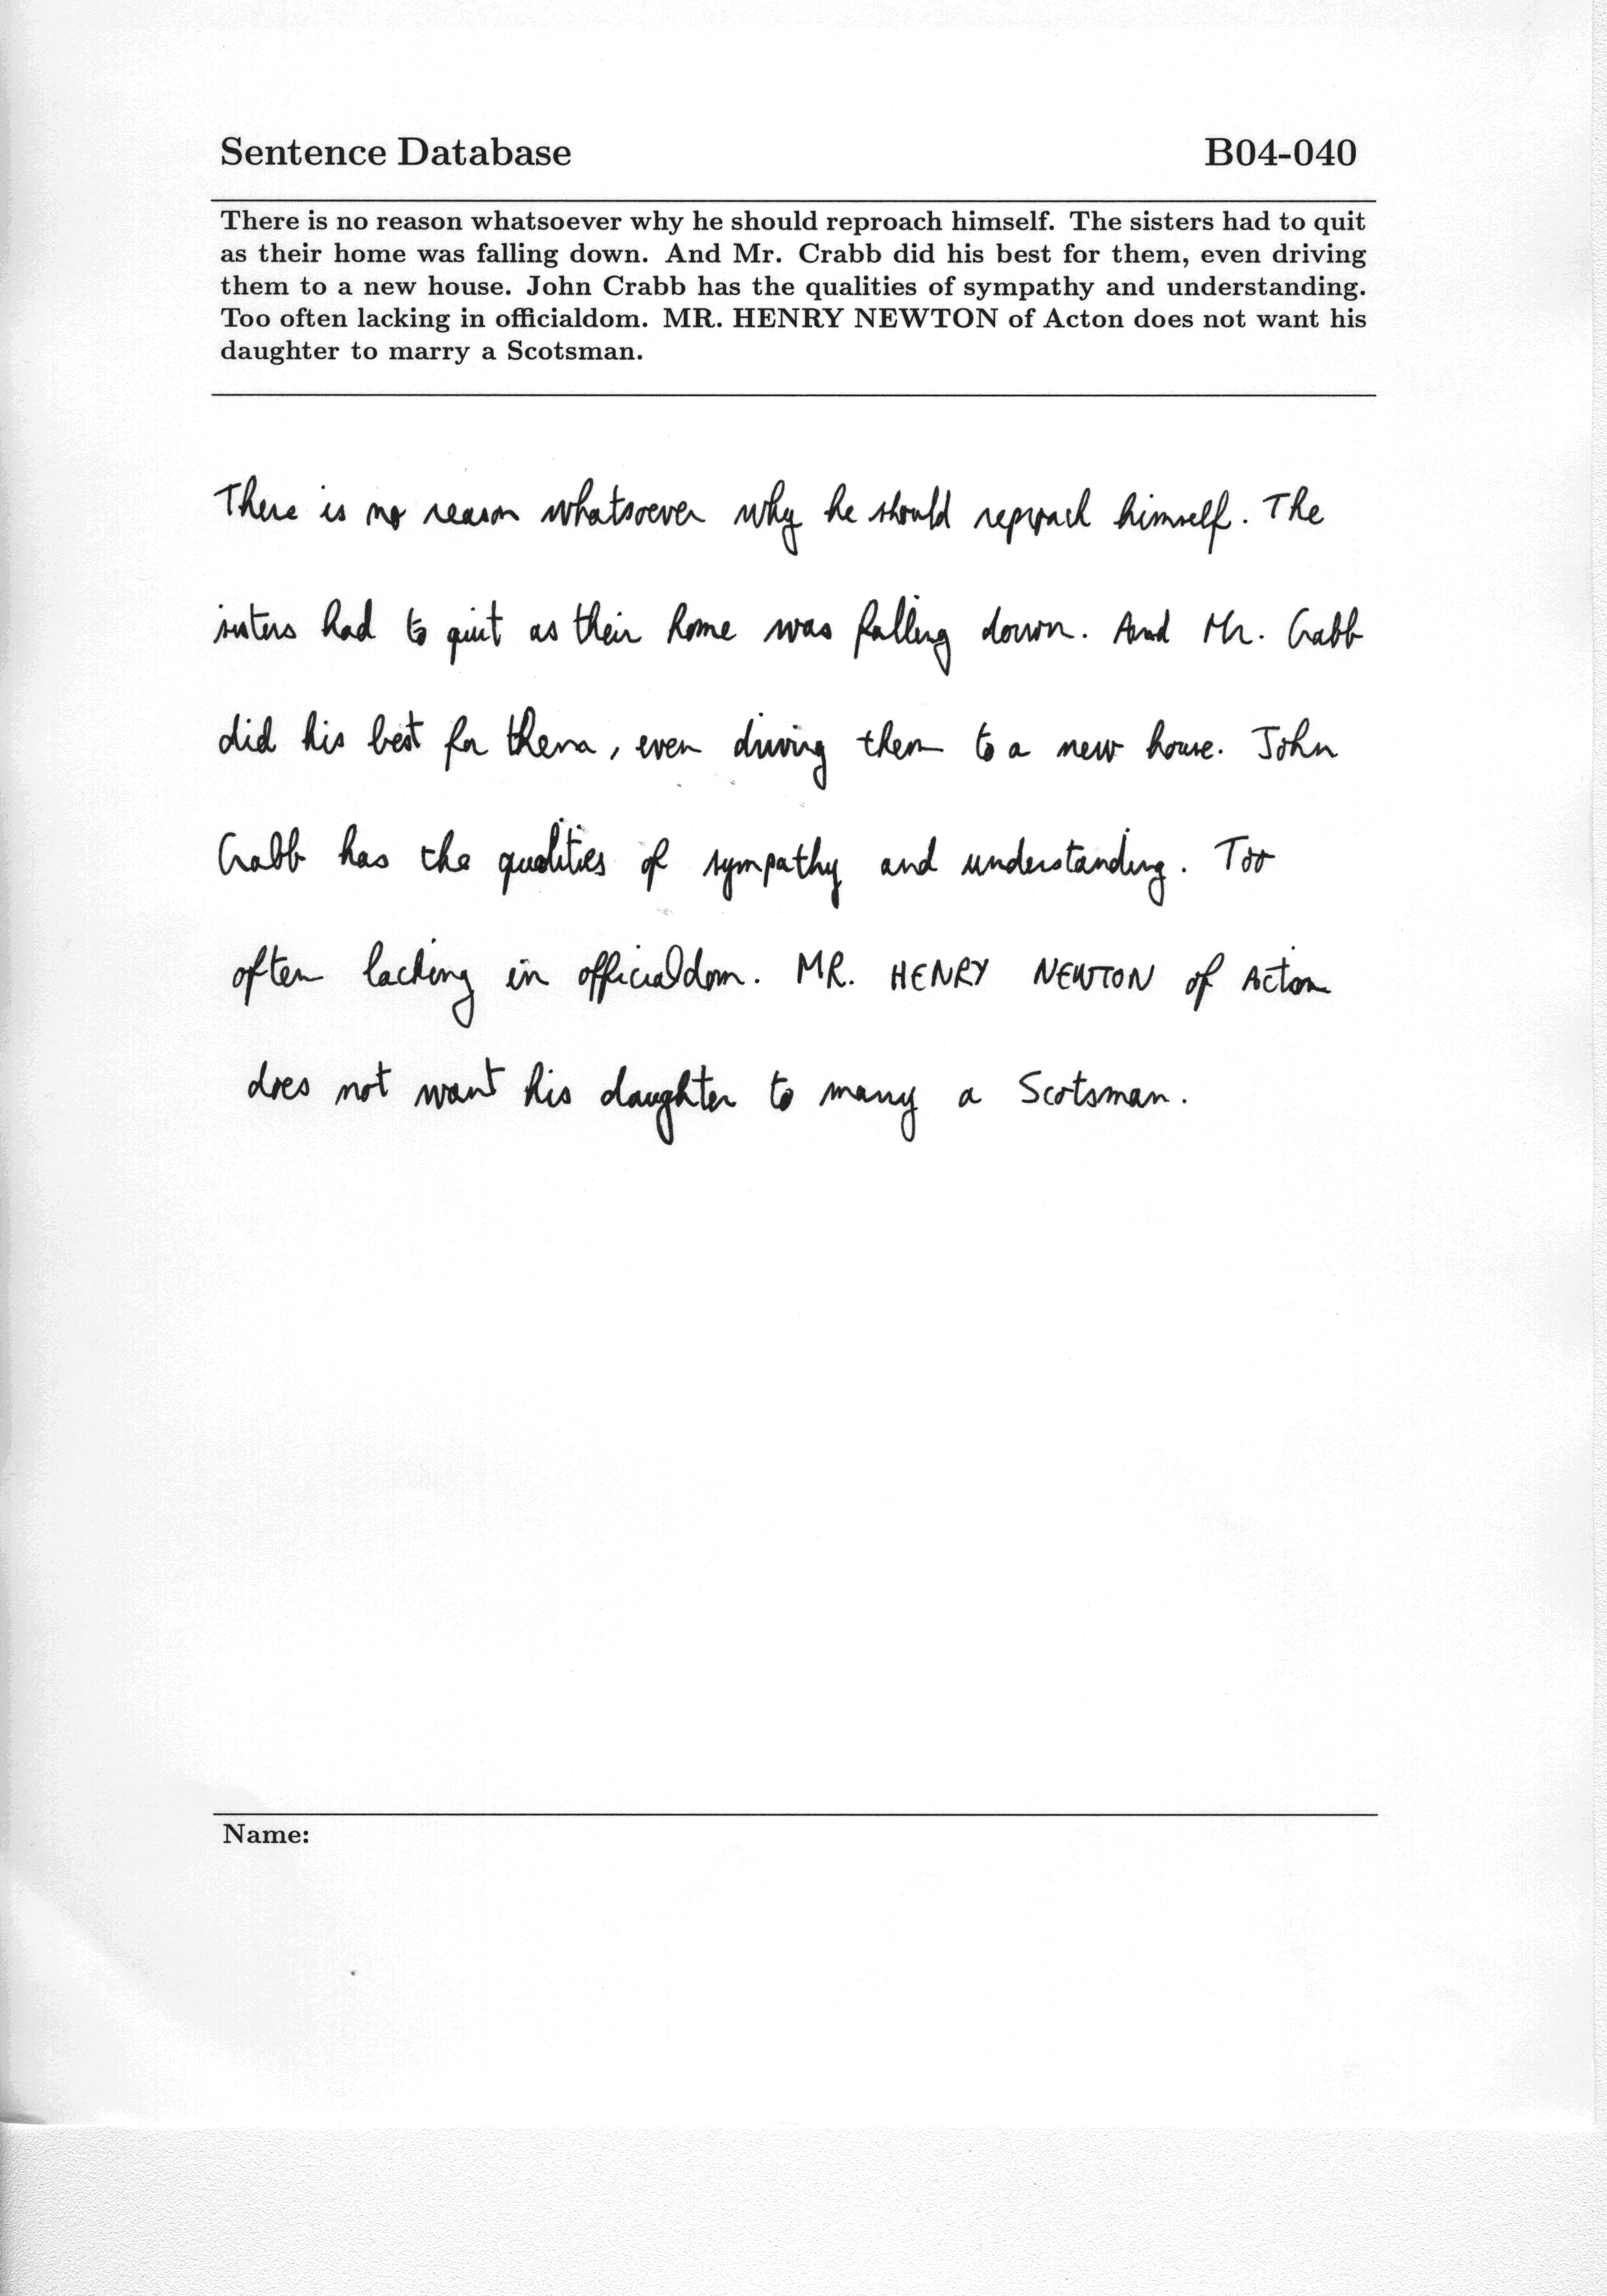 Sentence Database B04-040
There is no reason whatsoever why he should reproach himself. The sisters had to quit
as their home was falling down. And Mr. Crabb did his best for them, even driving
them to a new house. John Crabb has the qualities of sympathy and understanding.
Too often lacking in officialdom. MR. HENRY NEWTON of Acton does not want his
daughter to marry a Scotsman.
There is no reason whatsoever why he should reproach himself. The
sisters had to quit as their home was falling down. And Mr. Crabb
did his best for them, even driving them to a new house. John
Crabb has the qualities of sympathy and understanding. Too
often lacking in officialdom. MR. HENRY NEWTON of Acton
does not want his daughter to marry a Scotsman.
Name: